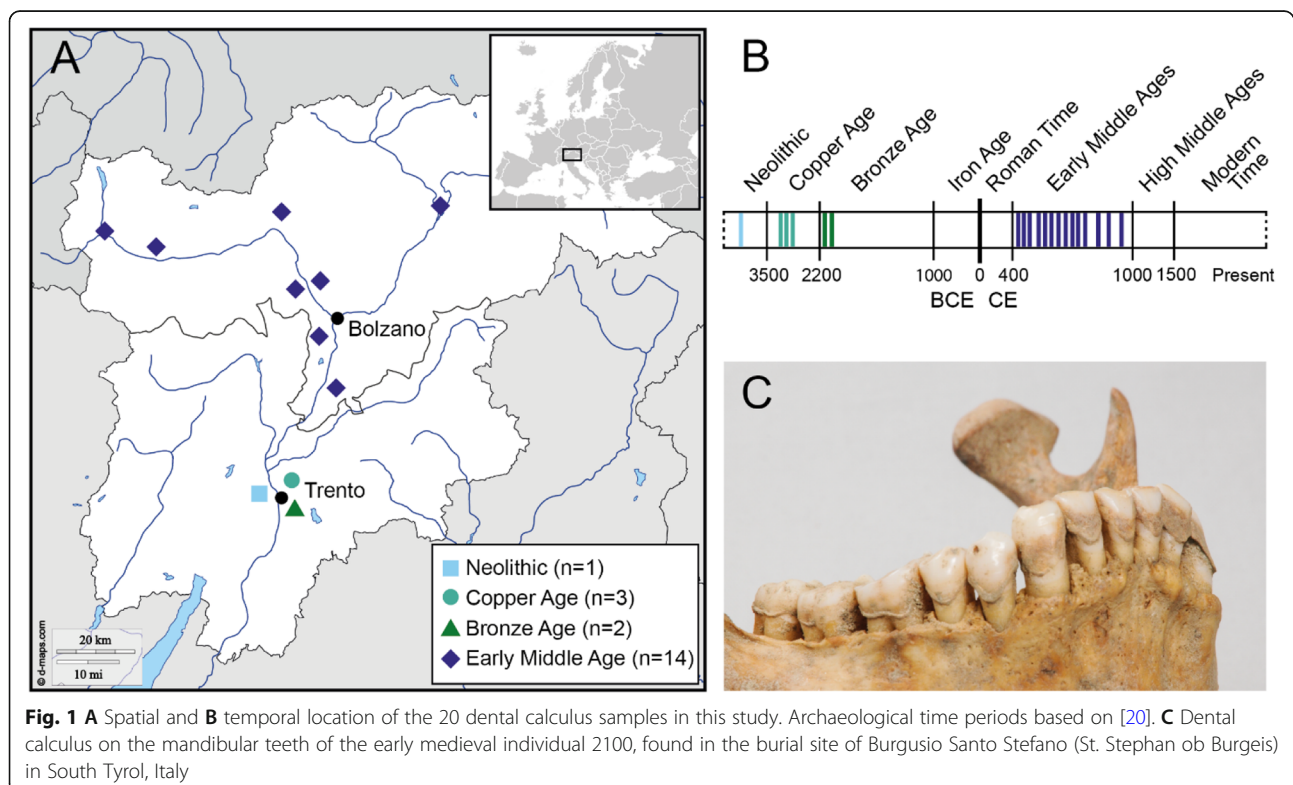 A
Bolzano
Trento
Neolithic (n=1)
Copper Age (n=3)
Bronze Age (n=2)
Early Middle Age (n=14)
20 km
10 mi
© d-maps.com
B
Neolithic
Copper Age
Bronze Age
Iron Age
Roman Time
Early Middle Ages
High Middle Ages
Modern
Time
3500 2200 1000 0 400 1000 1500 Present
BCE CE
C
Fig. 1 A Spatial and B temporal location of the 20 dental calculus samples in this study. Archaeological time periods based on [20]. C Dental
calculus on the mandibular teeth of the early medieval individual 2100, found in the burial site of Burgusio Santo Stefano (St. Stephan ob Burgeis)
in South Tyrol, Italy